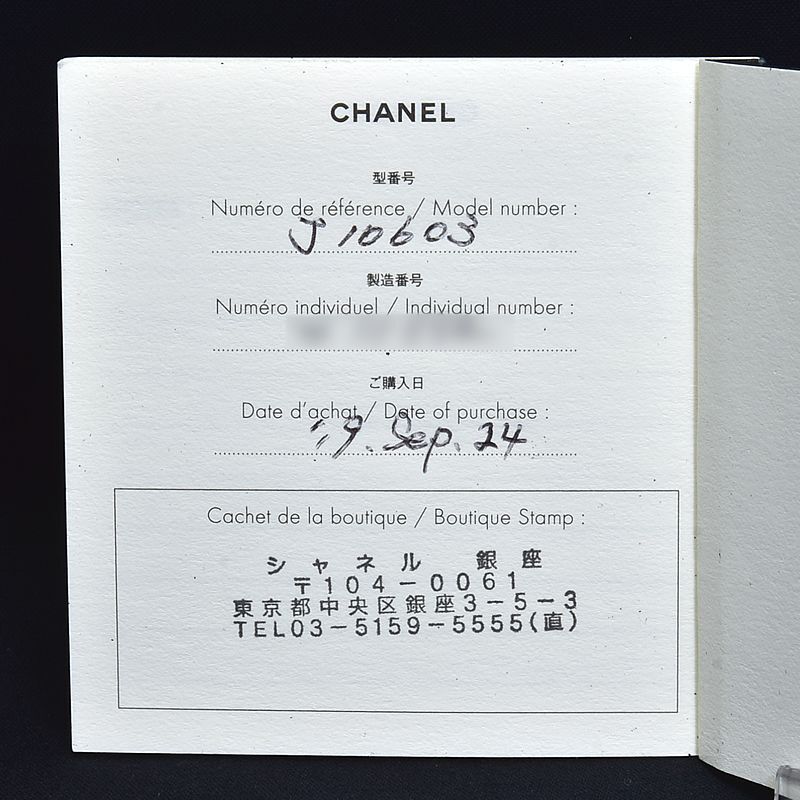 CHANEL
型番号
Numéro de référence / Model number :
J10603
製造番号
Numéro individuel / Individual number :
ご購入日
Date d'achat / Date of purchase :
'19. Sep. 24
Cachet de la boutique / Boutique Stamp :
シャネル 銀座
〒104-0061
東京都中央区銀座3-5-3
TEL03-5159-5555(直)